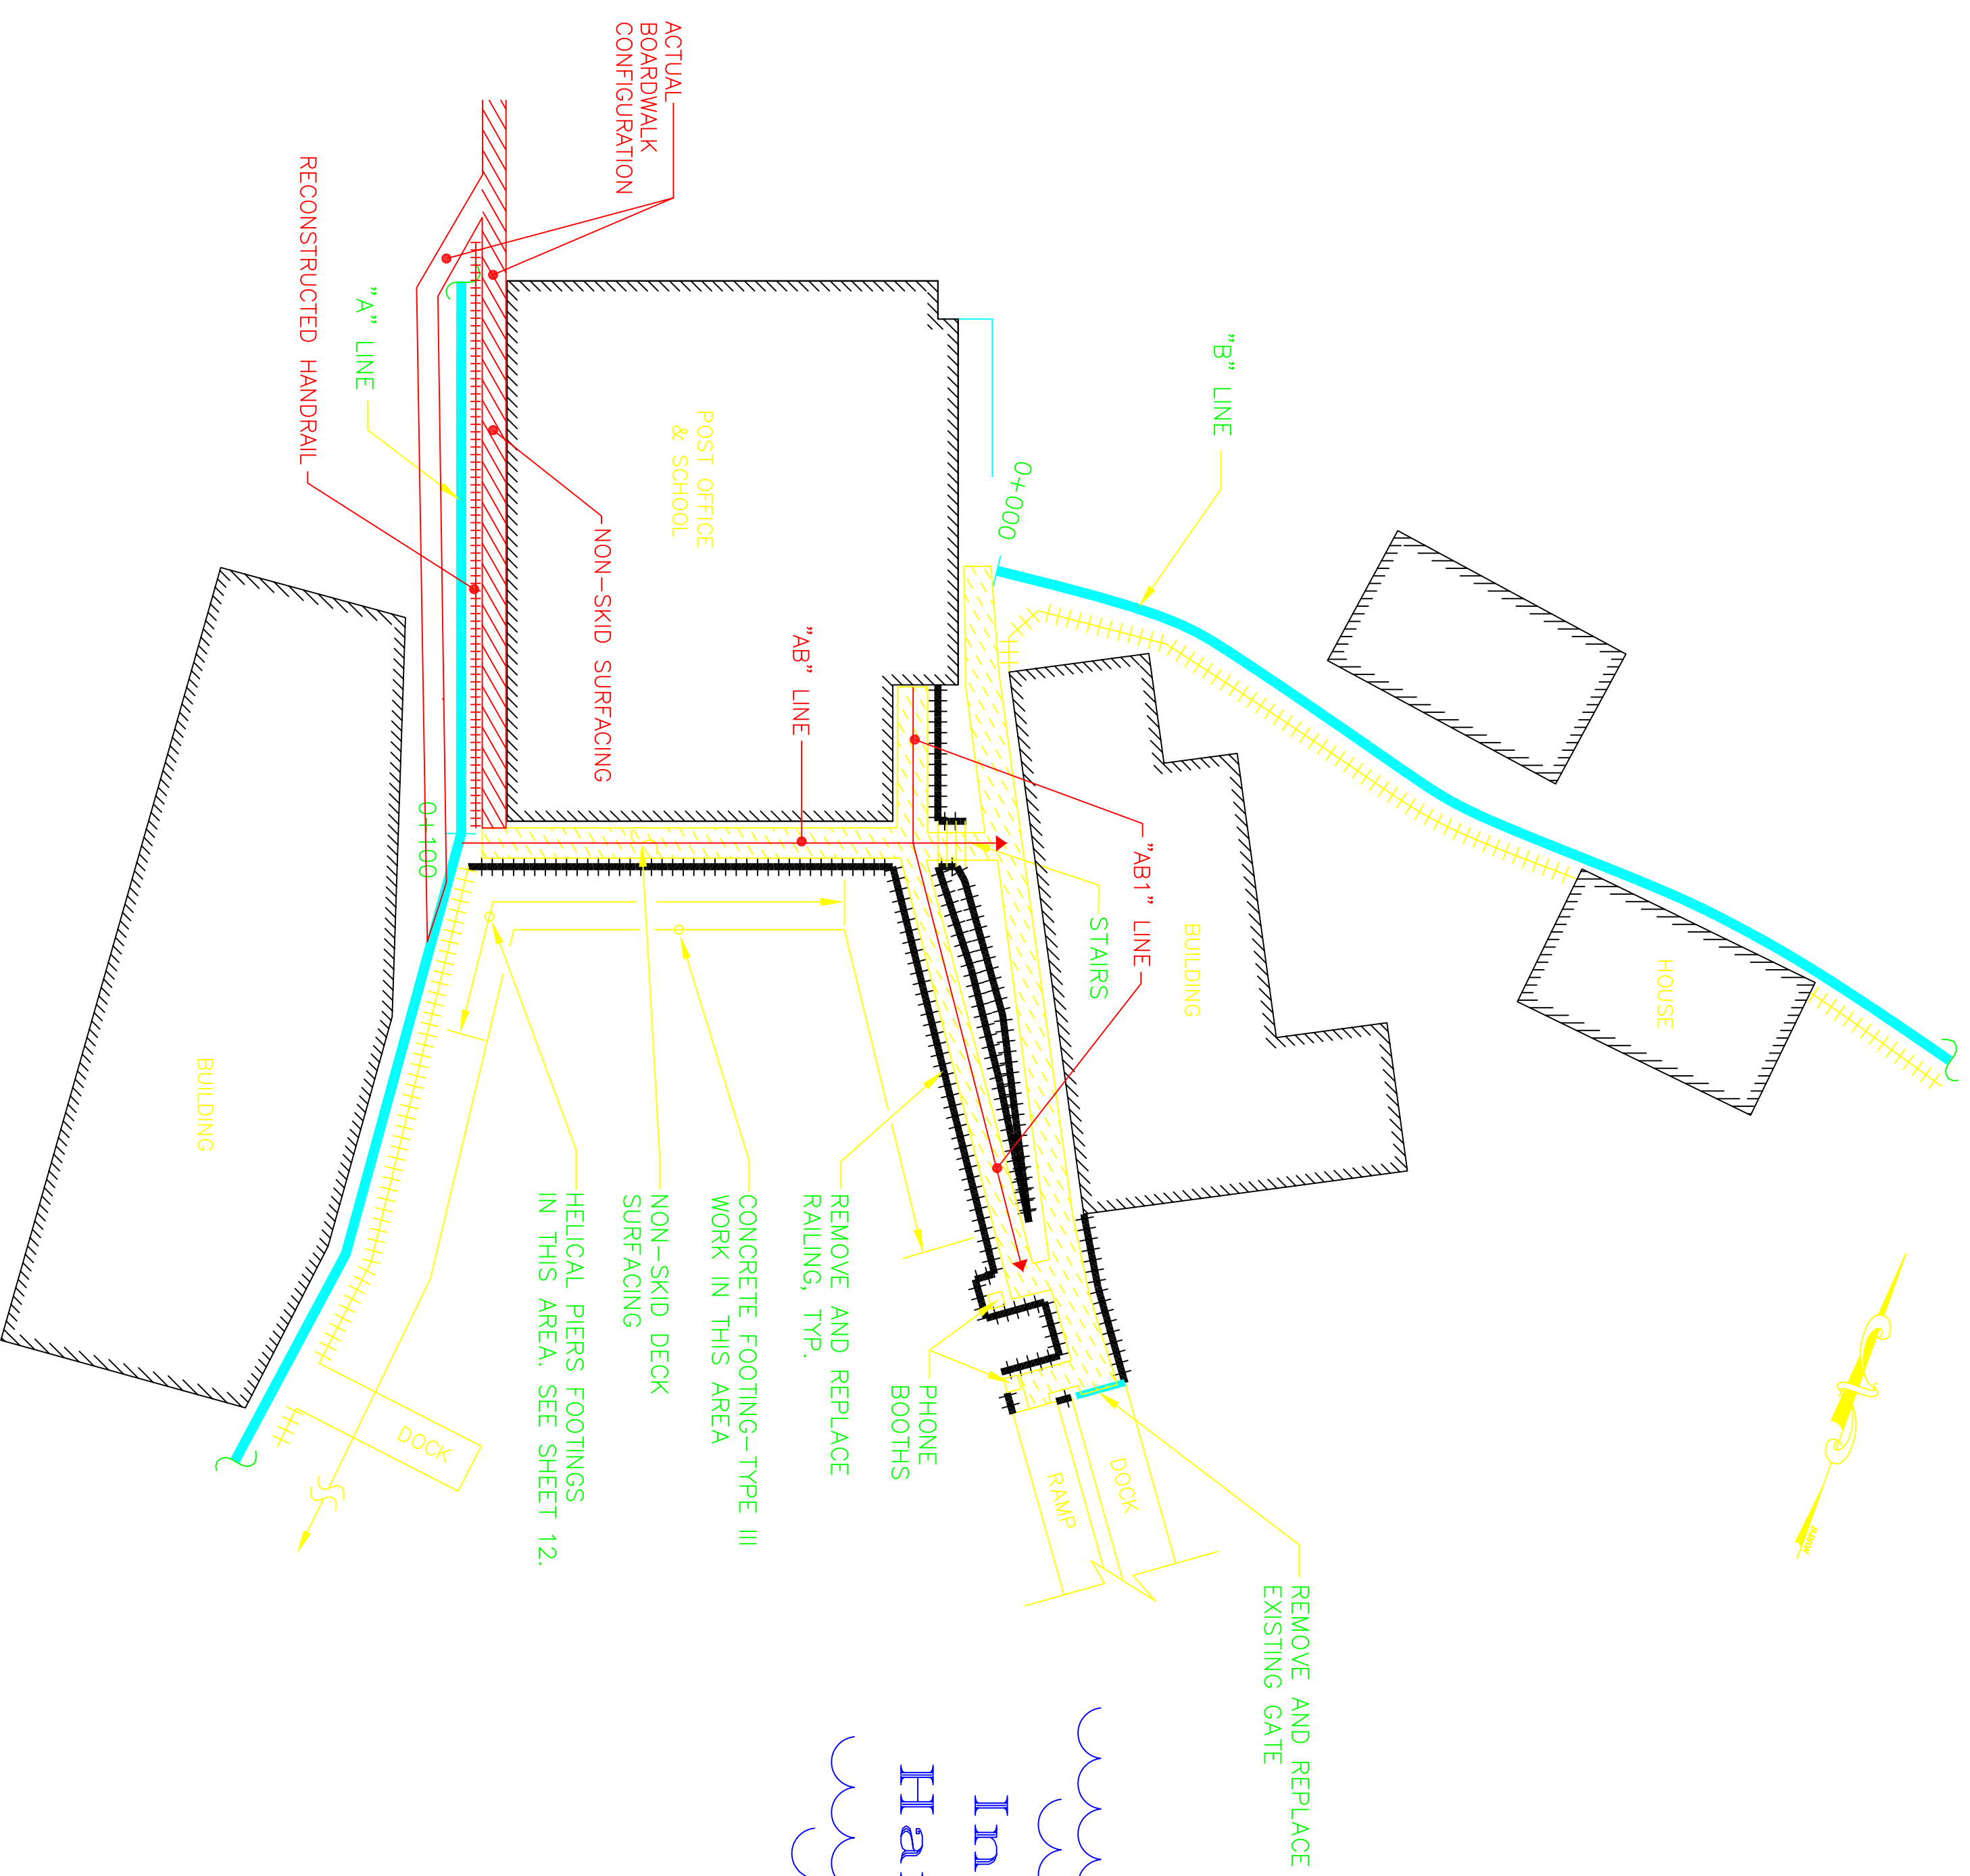 ACTUAL
BOARDWALK
CONFIGURATION
RECONSTRUCTED HANDRAIL
"A" LINE
"B" LINE
0+000
POST OFFICE
& SCHOOL
NON-SKID SURFACING
"AB" LINE
0+100
"AB1" LINE
STAIRS
BUILDING
HOUSE
BUILDING
REMOVE AND REPLACE
RAILING, TYP.
CONCRETE FOOTING-TYPE III
WORK IN THIS AREA
NON-SKID DECK
SURFACING
HELICAL PIERS FOOTINGS
IN THIS AREA. SEE SHEET 12.
PHONE
BOOTHS
DOCK
DOCK
RAMP
NORTH
REMOVE AND REPLACE
EXISTING GATE
In
Ha